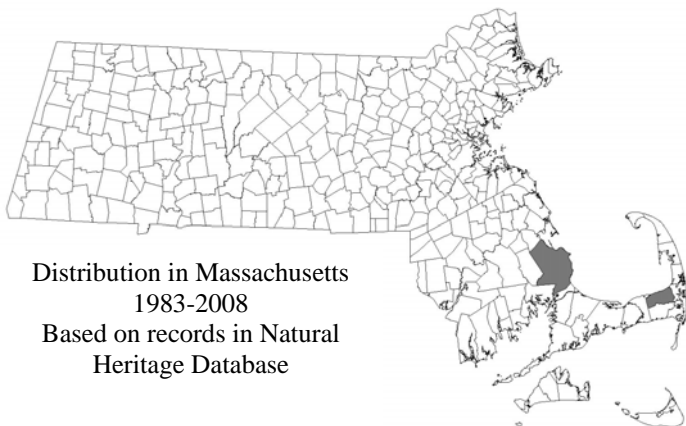 Distribution in Massachusetts
1983-2008
Based on records in Natural
Heritage Database